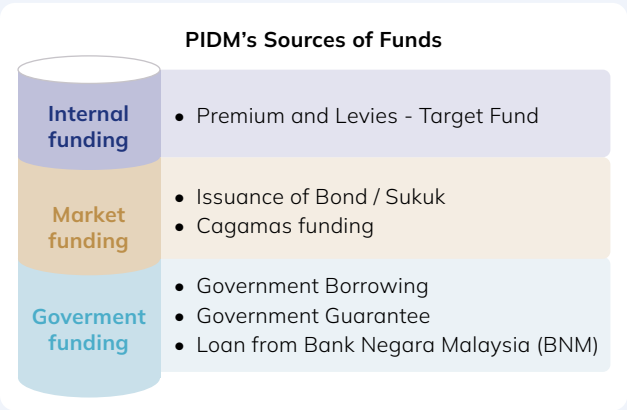 PIDM’s Sources of Funds
Internal
funding
• Premium and Levies - Target Fund
Market
funding
• Issuance of Bond / Sukuk
• Cagamas funding
Goverment
funding
• Government Borrowing
• Government Guarantee
• Loan from Bank Negara Malaysia (BNM)